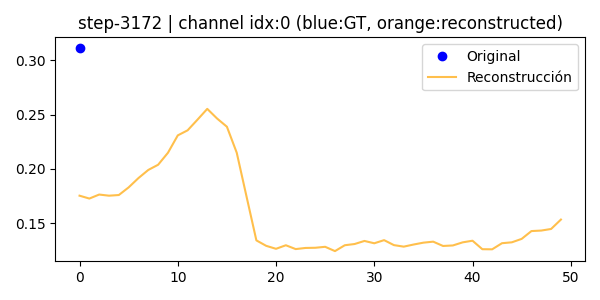 step-3172 | channel idx:0 (blue:GT, orange:reconstructed)
0.30
0.25
0.20
0.15
Original
Reconstrucción
0 10 20 30 40 50